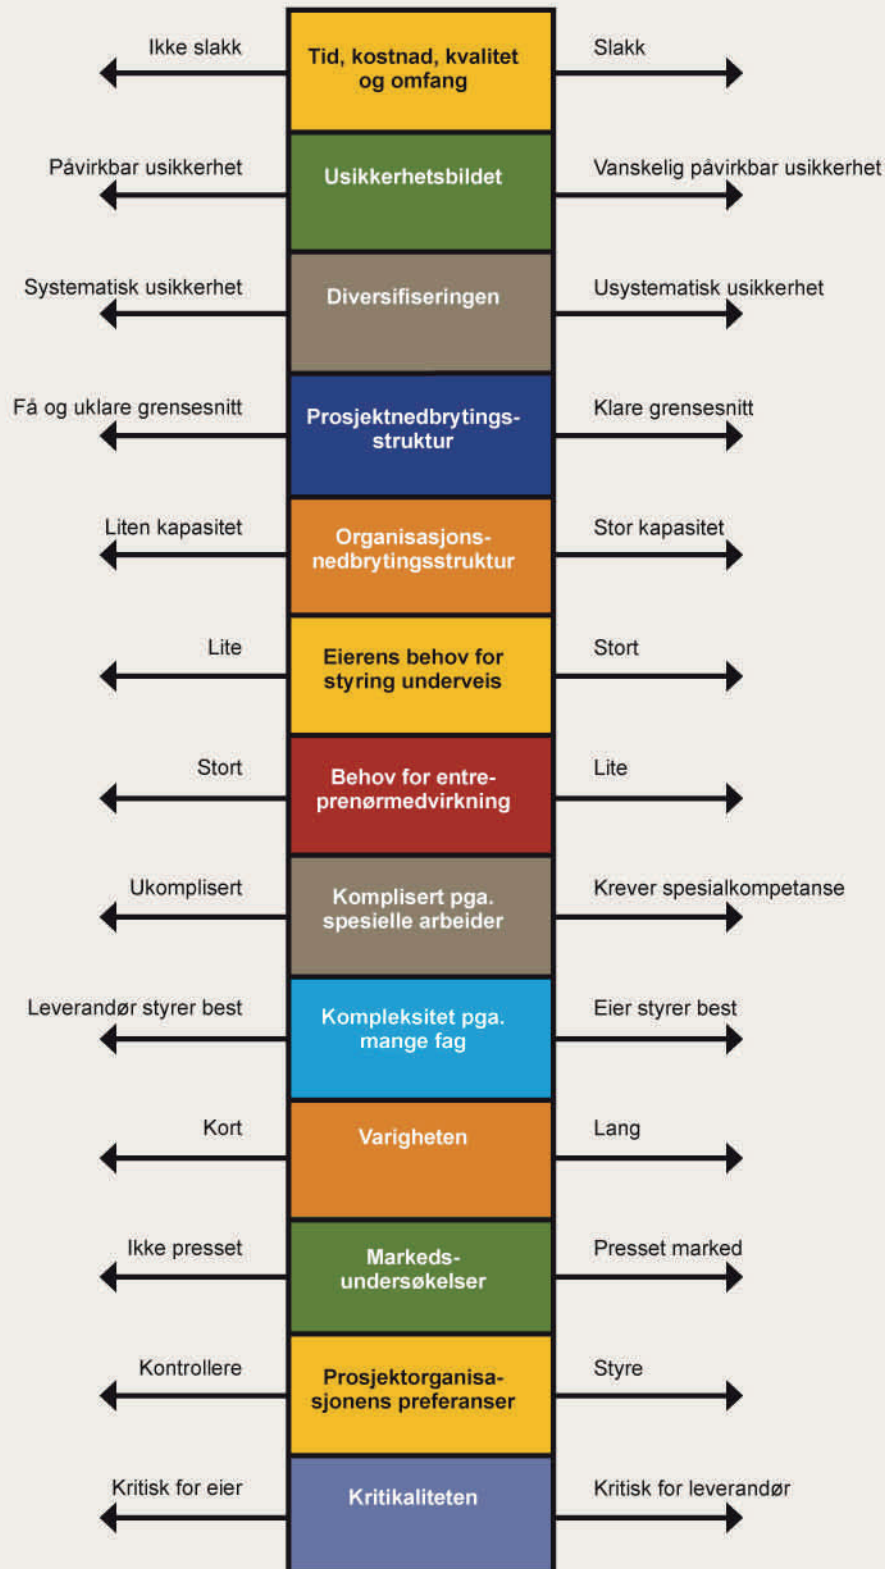 Ikke slakk
Tid, kostnad, kvalitet
og omfang
Slakk
Påvirkbar usikkerhet
Usikkerhetsbildet
Vanskelig påvirkbar usikkerhet
Systematisk usikkerhet
Diversifiseringen
Usystematisk usikkerhet
Få og uklare grensesnitt
Prosjektnedbrytings-
struktur
Klare grensesnitt
Liten kapasitet
Organisasjons-
nedbrytingsstruktur
Stor kapasitet
Lite
Eierens behov for
styring underveis
Stort
Stort
Behov for entre-
prenørmedvirkning
Lite
Ukomplisert
Komplisert pga.
spesielle arbeider
Krever spesialkompetanse
Leverandør styrer best
Kompleksitet pga.
mange fag
Eier styrer best
Kort
Varigheten
Lang
Ikke presset
Markeds-
undersøkelser
Presset marked
Kontrollere
Prosjektorganisa-
sjonens preferanser
Styre
Kritisk for eier
Kritikaliteten
Kritisk for leverandør